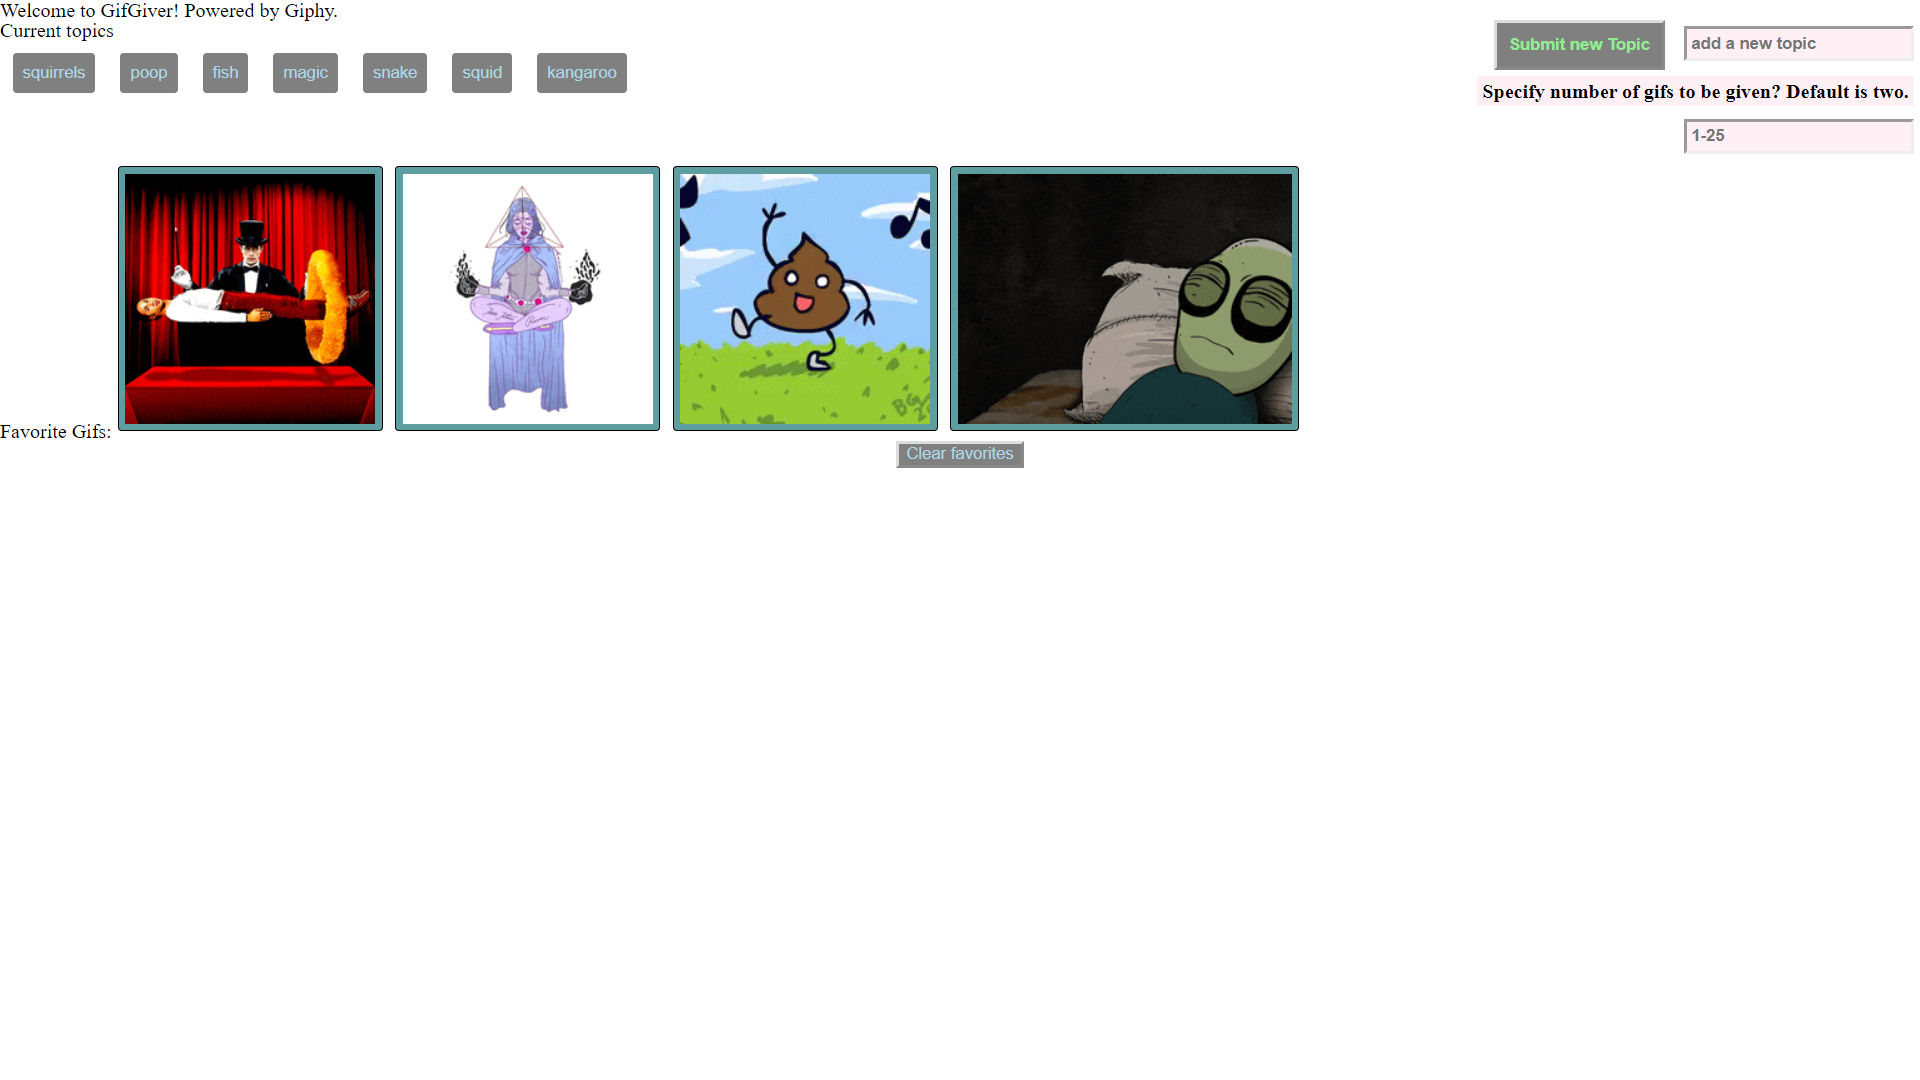 Welcome to GifGiver! Powered by Giphy.
Current topics
squirrels poop fish magic snake squid kangaroo
Submit new Topic add a new topic
Specify number of gifs to be given? Default is two.
1-25
BG
Favorite Gifs:
Clear favorites